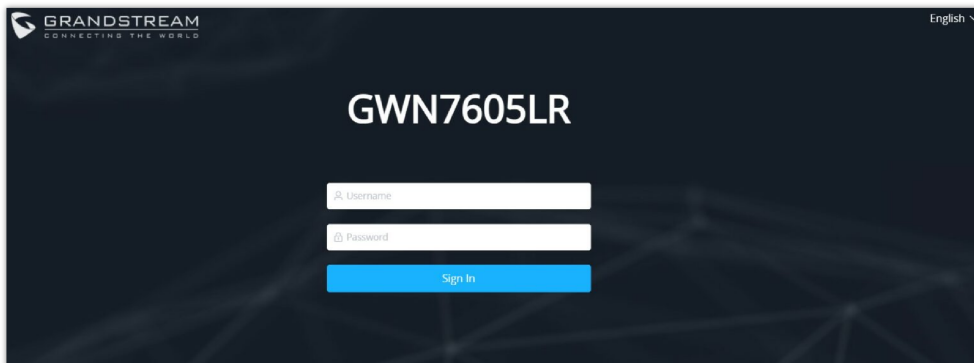 GRANDSTREAM
CONNECTING THE WORLD
English
GWN7605LR
Username
Password
Sign In